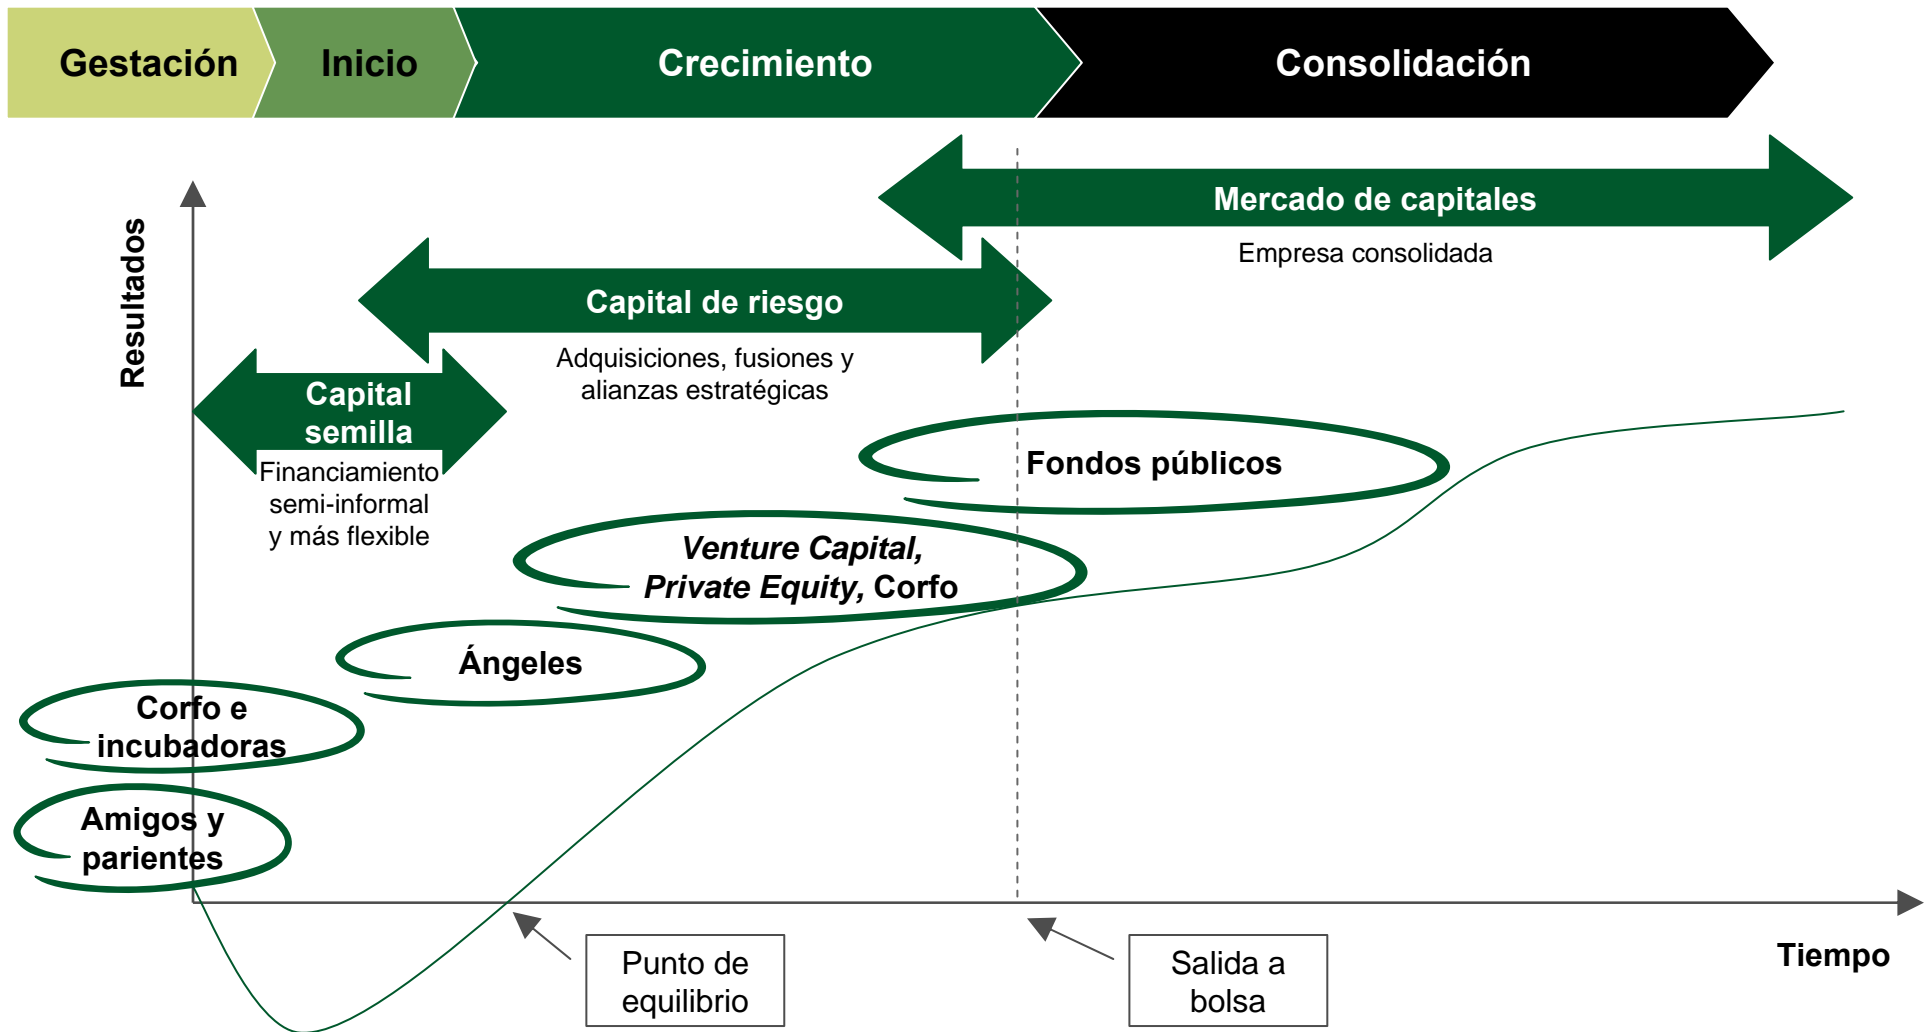 Gestación
Inicio
Crecimiento
Consolidación
Mercado de capitales
Empresa consolidada
Resultados
Capital de riesgo
Adquisiciones, fusiones y
alianzas estratégicas
Capital
semilla
Financiamiento
semi-informal
y más flexible
Fondos públicos
Venture Capital,
Private Equity, Corfo
Ángeles
Corfo e
incubadoras
Amigos y
parientes
Punto de
equilibrio
Salida a
bolsa
Tiempo